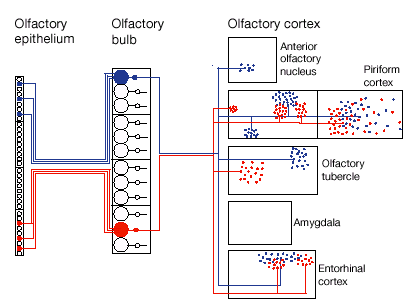 Olfactory
epithelium
Olfactory
bulb
Olfactory cortex
Anterior
olfactory
nucleus
Piriform
cortex
Olfactory
tubercle
Amygdala
Entorhinal
cortex